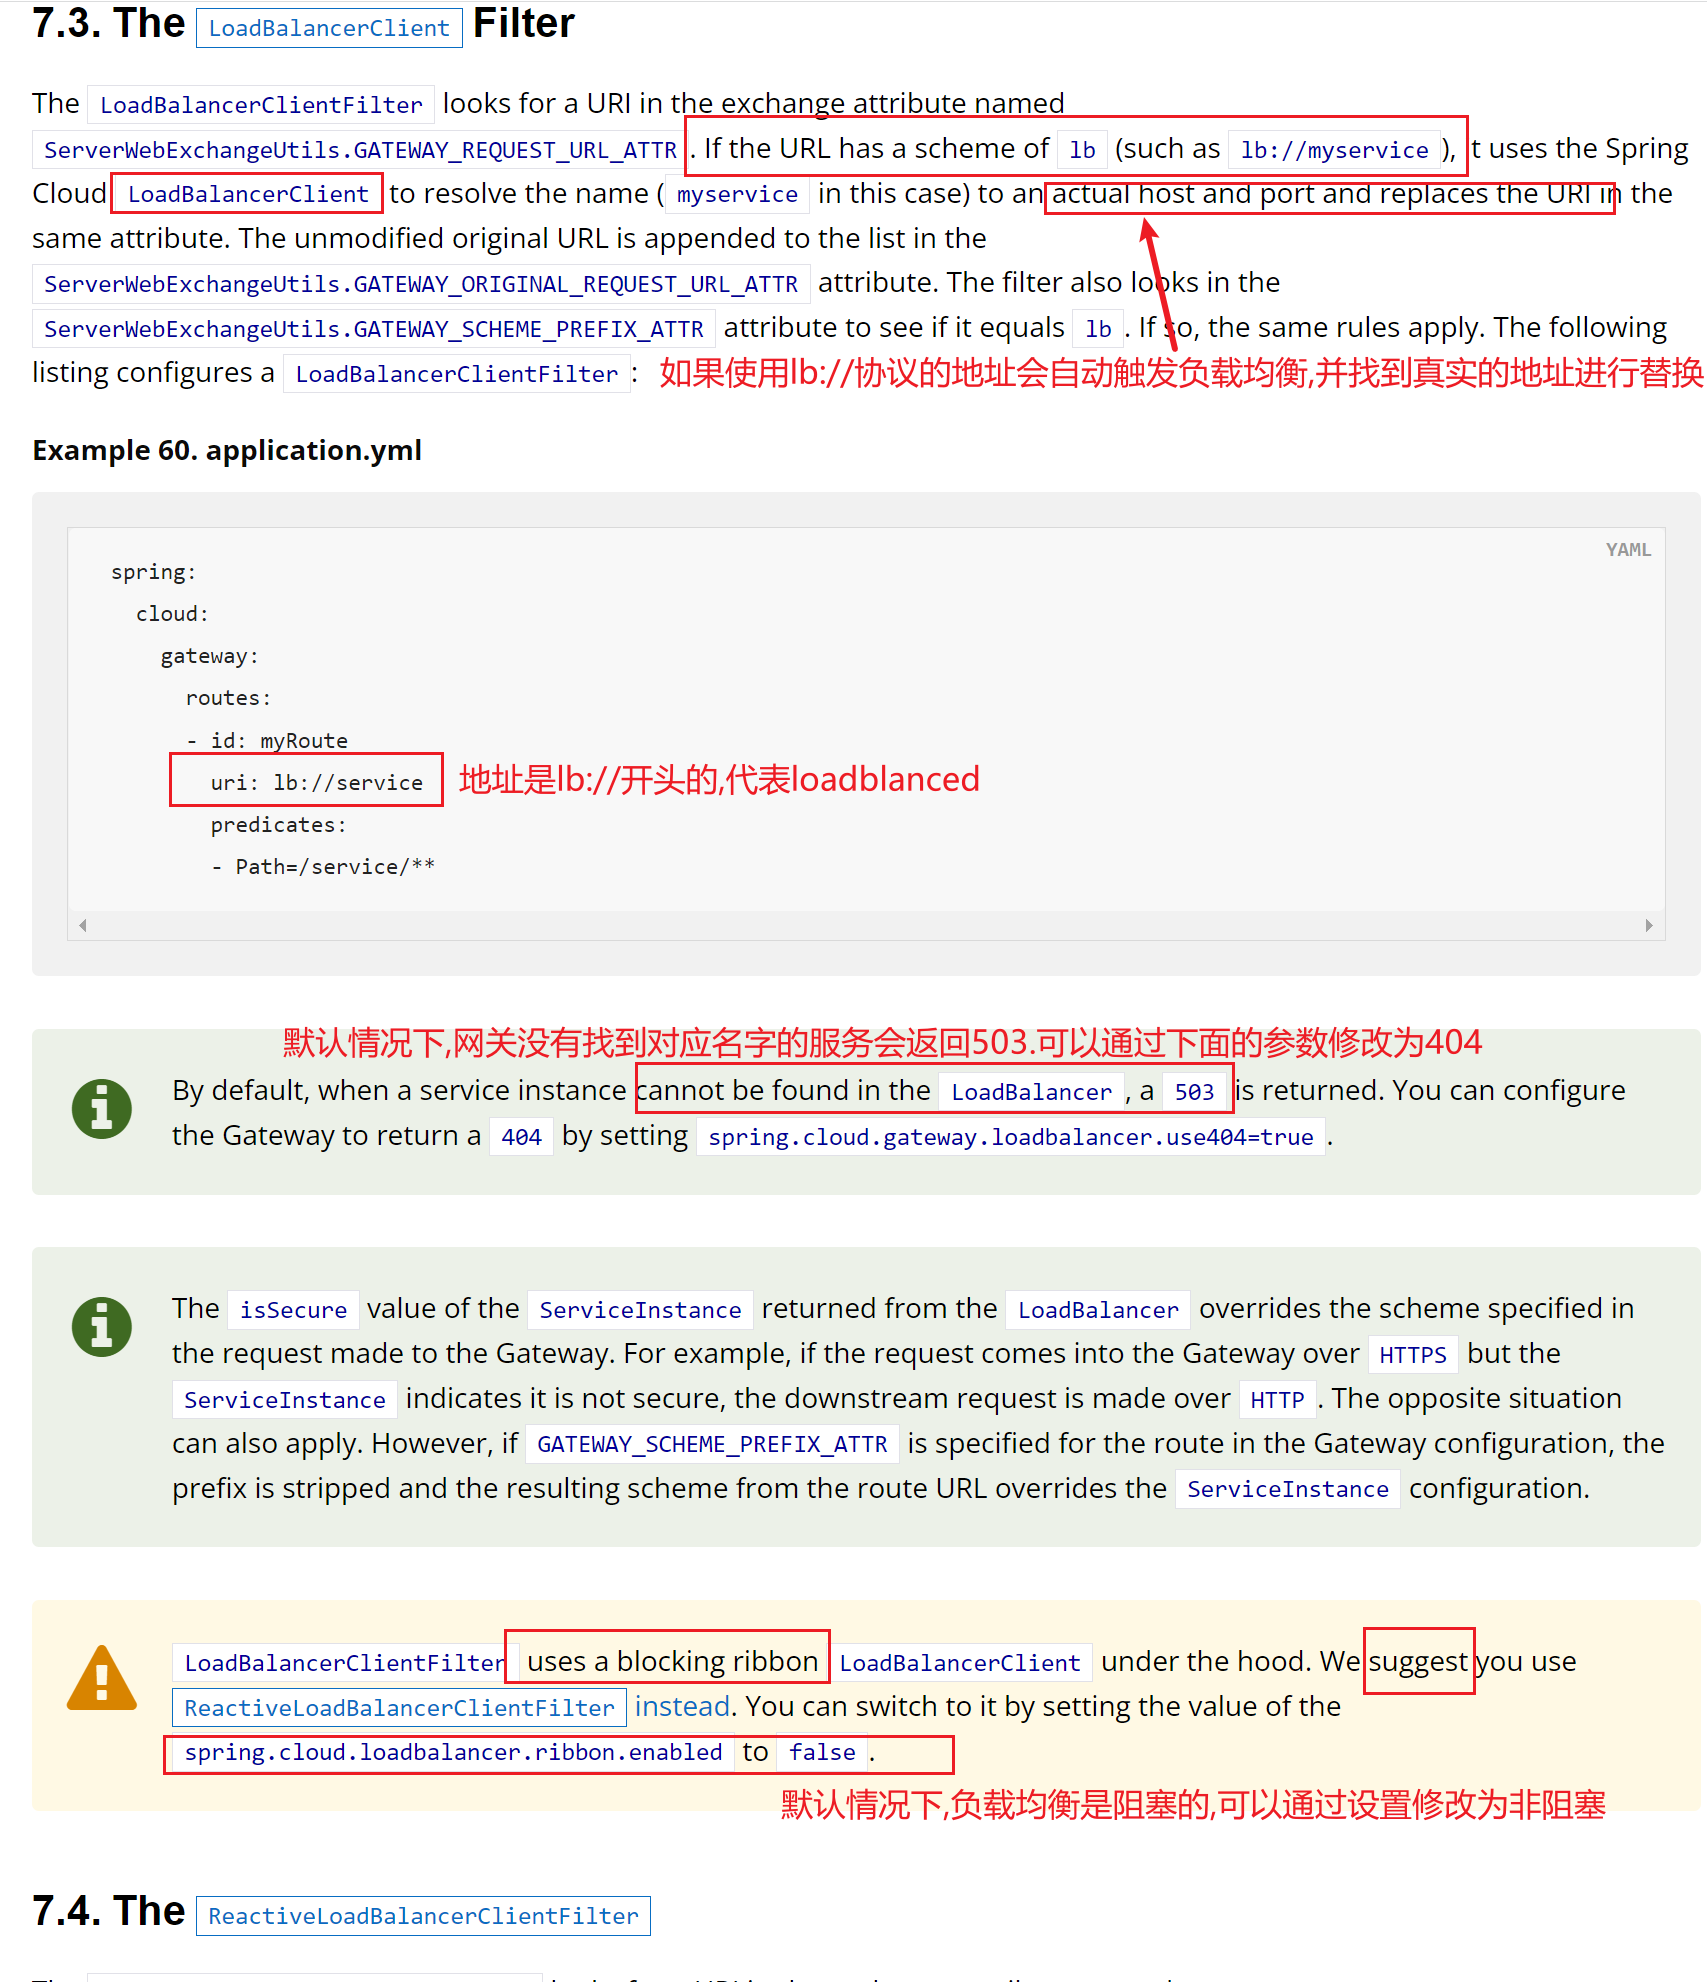 7.3. The LoadBalancerClient Filter
The LoadBalancerClientFilter looks for a URI in the exchange attribute named
ServerWebExchangeUtils.GATEWAY_REQUEST_URL_ATTR . If the URL has a scheme of lb (such as lb://myservice ), t uses the Spring
Cloud LoadBalancerClient to resolve the name ( myservice in this case) to an actual host and port and replaces the URI in the
same attribute. The unmodified original URL is appended to the list in the
ServerWebExchangeUtils.GATEWAY_ORIGINAL_REQUEST_URL_ATTR attribute. The filter also looks in the
ServerWebExchangeUtils.GATEWAY_SCHEME_PREFIX_ATTR attribute to see if it equals lb . If so, the same rules apply. The following
listing configures a LoadBalancerClientFilter : 如果使用lb://协议的地址会自动触发负载均衡,并找到真实的地址进行替换
Example 60. application.yml
YAML
spring:
cloud:
gateway:
routes:
- id: myRoute
uri: lb://service 地址是lb://开头的,代表loadblanced
predicates:
- Path=/service/**
默认情况下,网关没有找到对应名字的服务会返回503.可以通过下面的参数修改为404
By default, when a service instance cannot be found in the LoadBalancer , a 503 is returned. You can configure
the Gateway to return a 404 by setting spring.cloud.gateway.loadbalancer.use404=true .
The isSecure value of the ServiceInstance returned from the LoadBalancer overrides the scheme specified in
the request made to the Gateway. For example, if the request comes into the Gateway over HTTPS but the
ServiceInstance indicates it is not secure, the downstream request is made over HTTP . The opposite situation
can also apply. However, if GATEWAY_SCHEME_PREFIX_ATTR is specified for the route in the Gateway configuration, the
prefix is stripped and the resulting scheme from the route URL overrides the ServiceInstance configuration.
LoadBalancerClientFilter uses a blocking ribbon LoadBalancerClient under the hood. We suggest you use
ReactiveLoadBalancerClientFilter instead. You can switch to it by setting the value of the
spring.cloud.loadbalancer.ribbon.enabled to false .
默认情况下,负载均衡是阻塞的,可以通过设置修改为非阻塞
7.4. The ReactiveLoadBalancerClientFilter